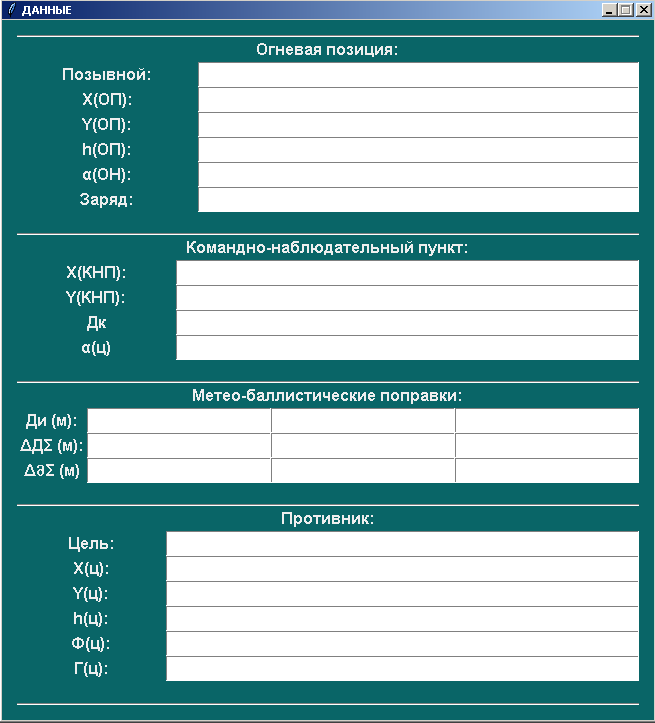 ДАННЫЕ
Огневая позиция:
Позывной:
X(ОП):
Y(ОП):
h(ОП):
α(ОН):
Заряд:
Командно-наблюдательный пункт:
X(КНП):
Y(КНП):
Дк
α(ц)
Метео-баллистические поправки:
Ди (м):
ΔДΣ (м):
Δ∂Σ (м)
Противник:
Цель:
X(ц):
Y(ц):
h(ц):
Ф(ц):
Г(ц):